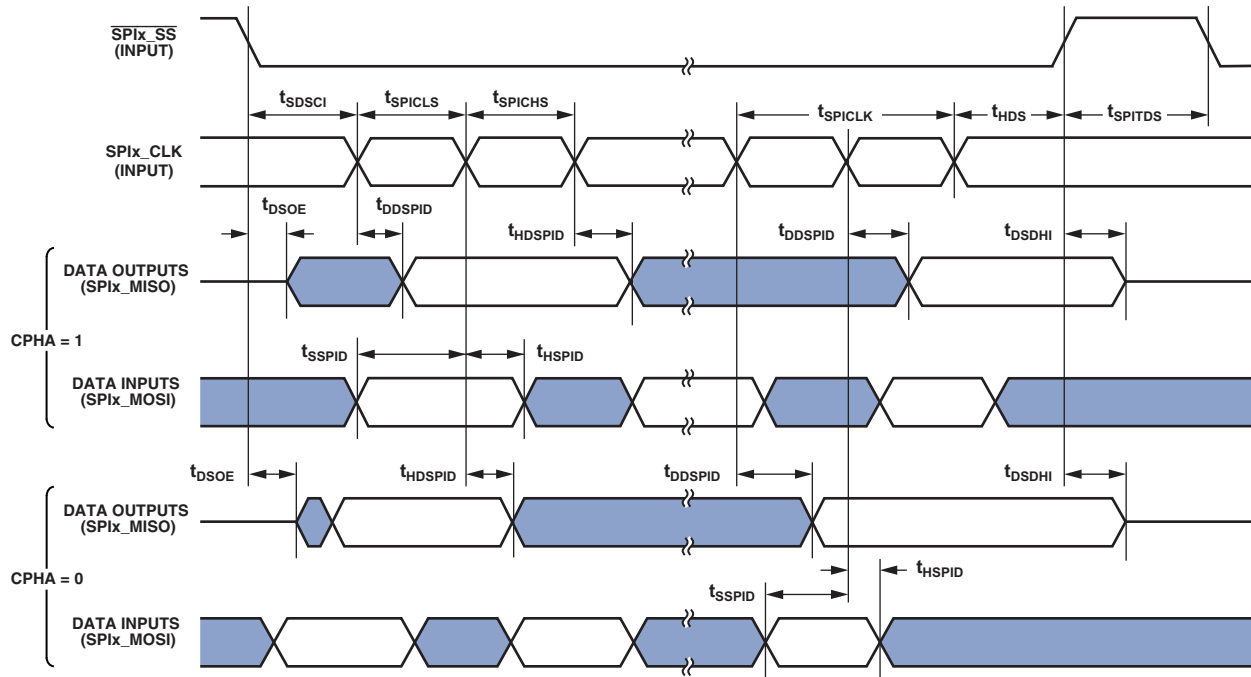 SPIx_SS
(INPUT)
tSDSCI tSPICLS tSPICHS tSPICLK tHDS tSPITDS
SPIx_CLK
(INPUT)
tDSOE tDDSPID tHDSPID tDDSPID tDSDHI
DATA OUTPUTS
(SPIx_MISO)
CPHA = 1
tSSPID tHSPID
DATA INPUTS
(SPIx_MOSI)
tDSOE tHDSPID tDDSPID tDSDHI
DATA OUTPUTS
(SPIx_MISO)
CPHA = 0
tHSPID
tSSPID
DATA INPUTS
(SPIx_MOSI)